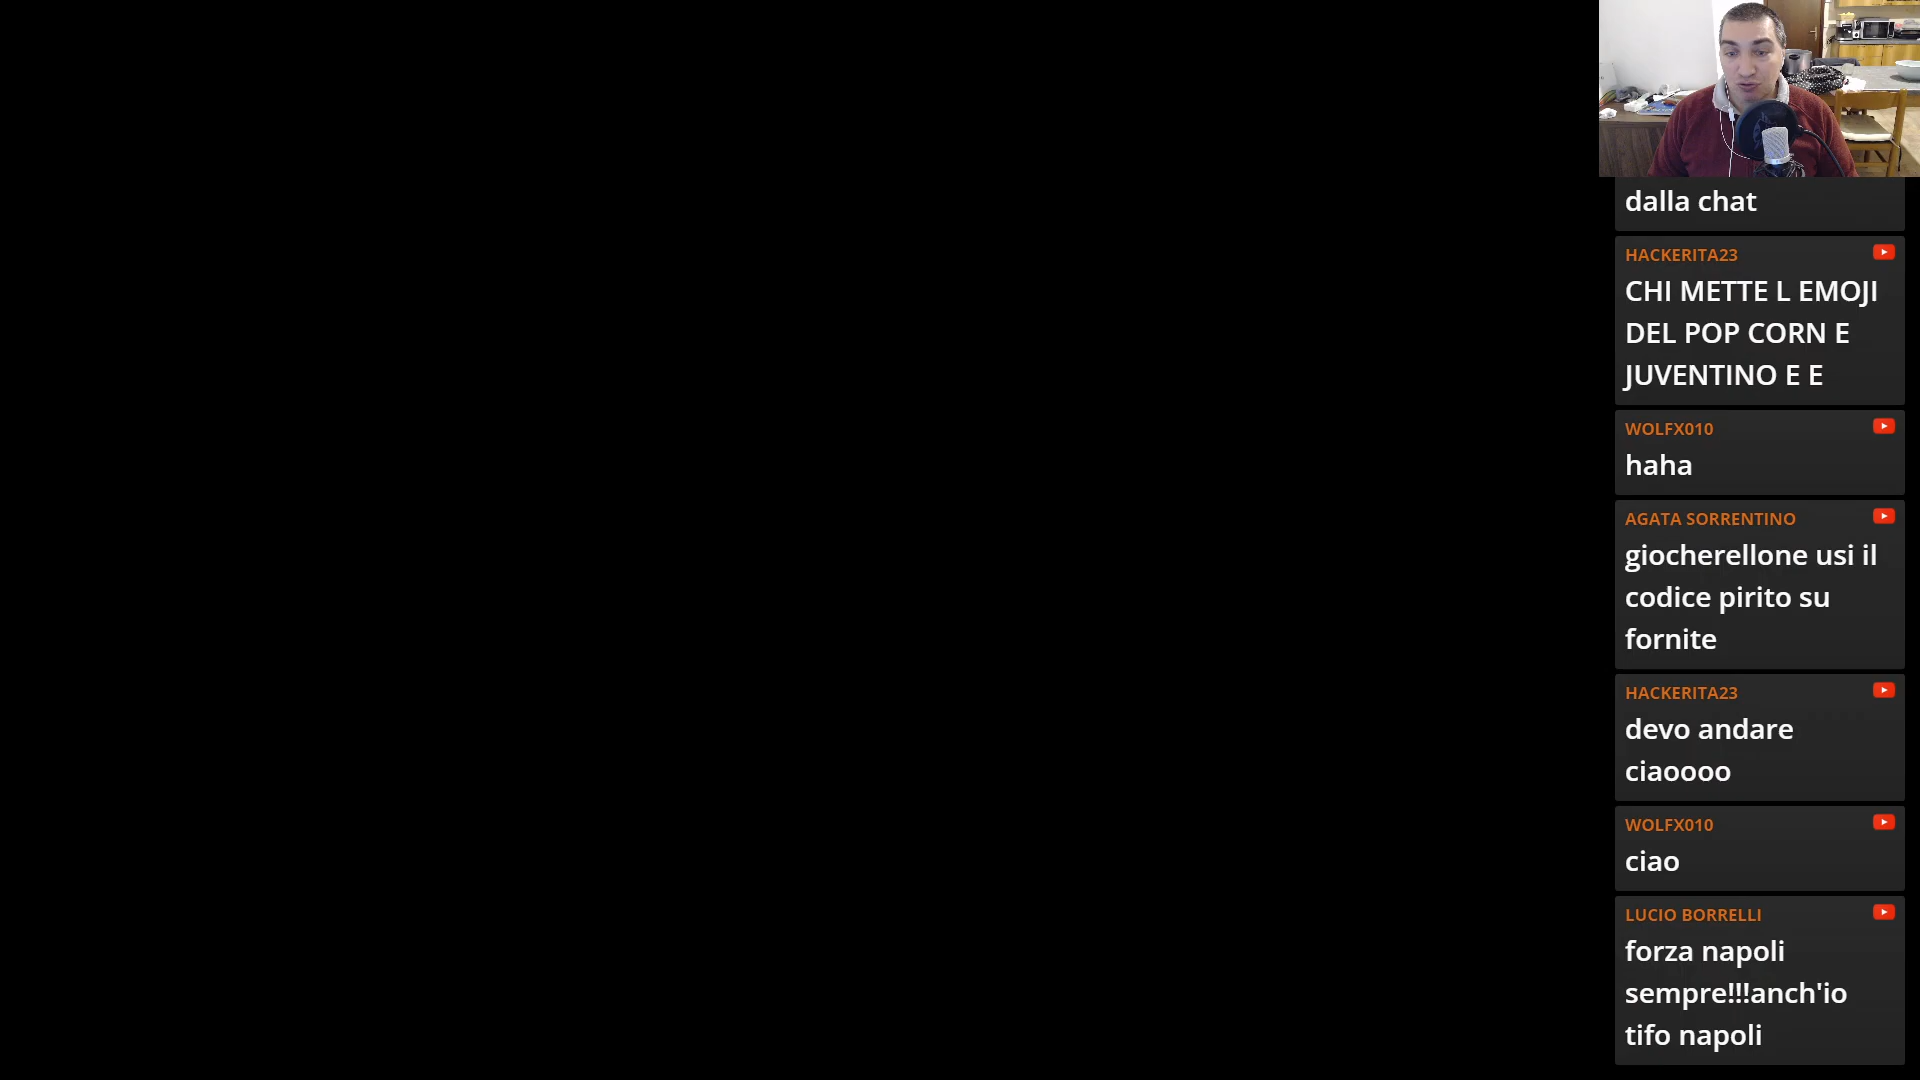 dalla chat
HACKERITA23
CHI METTE L EMOJI
DEL POP CORN E
JUVENTINO E E
WOLFX010
haha
AGATA SORRENTINO
giocherellone usi il
codice pirito su
fornite
HACKERITA23
devo andare
ciaoooo
WOLFX010
ciao
LUCIO BORRELLI
forza napoli
sempre!!!anch'io
tifo napoli